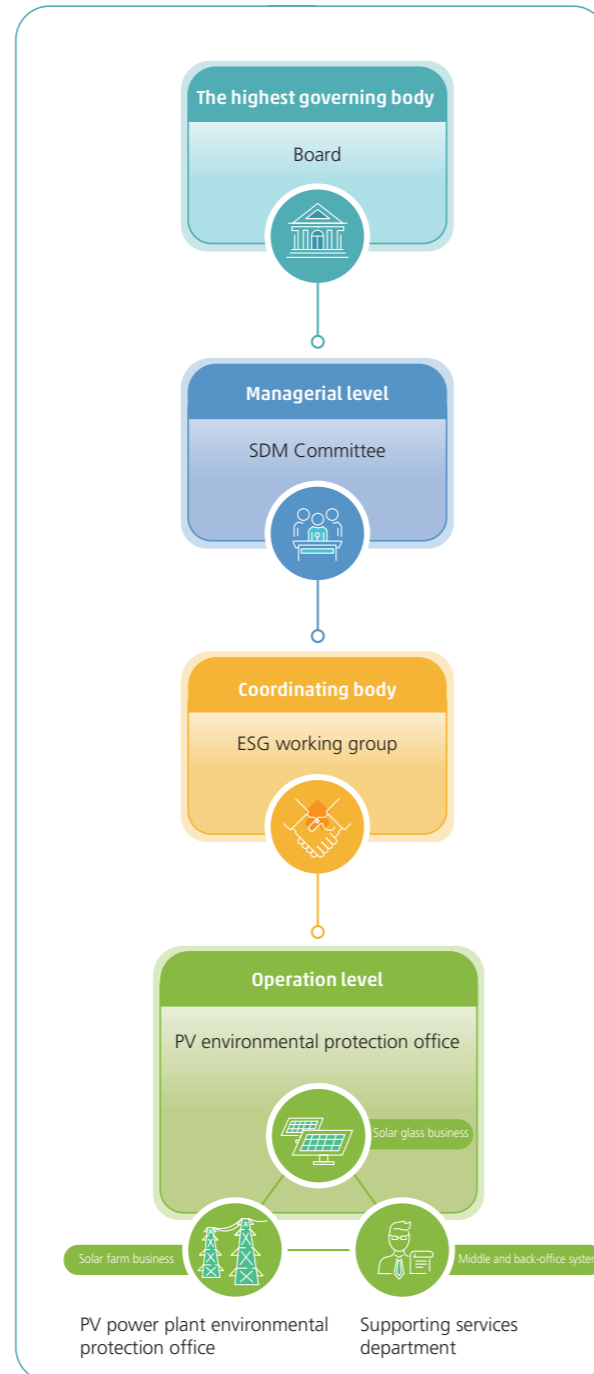 The highest governing body
Board
Managerial level
SDM Committee
Coordinating body
ESG working group
Operation level
PV environmental protection office
Solar glass business
Solar farm business
Middle and back-office system
PV power plant environmental
protection office
Supporting services
department